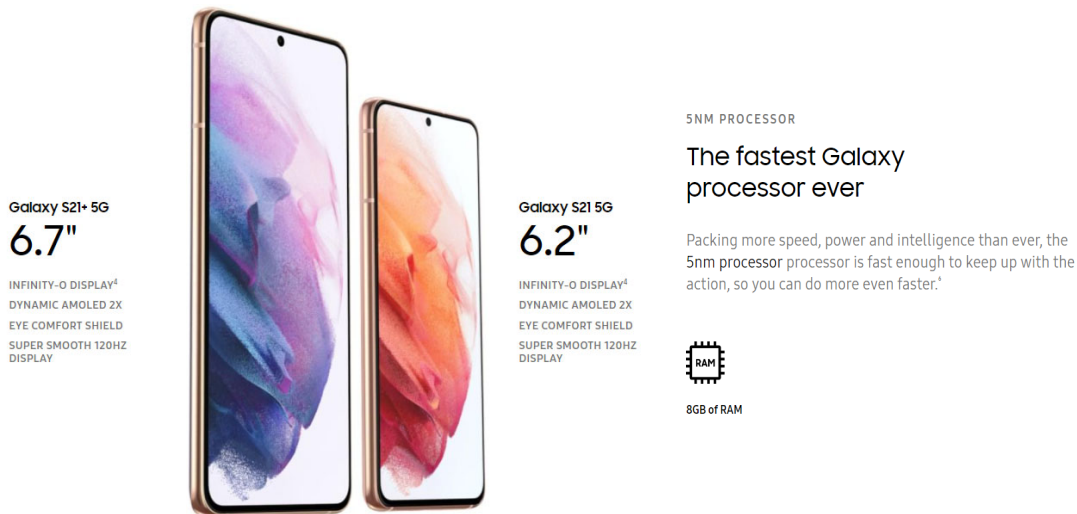 Galaxy S21+ 5G
6.7"
INFINITY-O DISPLAY⁴
DYNAMIC AMOLED 2X
EYE COMFORT SHIELD
SUPER SMOOTH 120HZ
DISPLAY
Galaxy S21 5G
6.2"
INFINITY-O DISPLAY⁴
DYNAMIC AMOLED 2X
EYE COMFORT SHIELD
SUPER SMOOTH 120HZ
DISPLAY
5NM PROCESSOR
The fastest Galaxy
processor ever
Packing more speed, power and intelligence than ever, the
5nm processor processor is fast enough to keep up with the
action, so you can do more even faster.
RAM
8GB of RAM